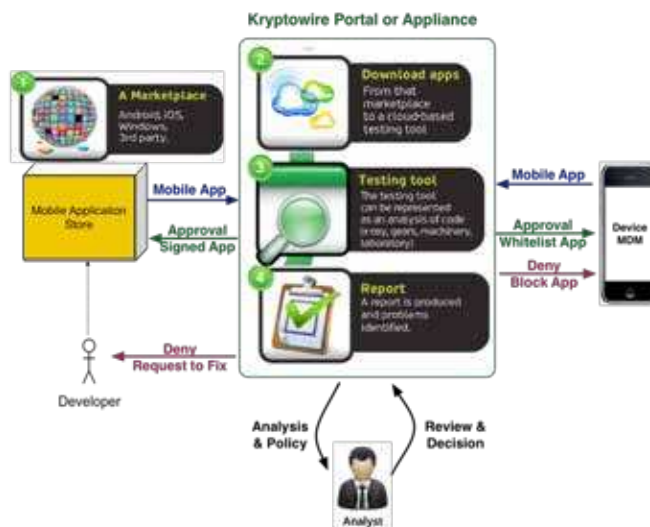 Kryptowire Portal or Appliance
1
A Marketplace
Android, iOS,
Windows,
3rd party.
2
Download apps
From that
marketplace
to a cloud-based
testing tool
3
Testing tool
The testing tool
can be represented
as an analysis of code
(x-ray, gears, machinery,
laboratory)
4
Report
A report is produced
and problems
identified.
Mobile Application
Store
Mobile App
Approval
Signed App
Deny
Request to Fix
Developer
Mobile App
Approval
Whitelist App
Deny
Block App
Device
MDM
Analysis
& Policy
Review &
Decision
Analyst